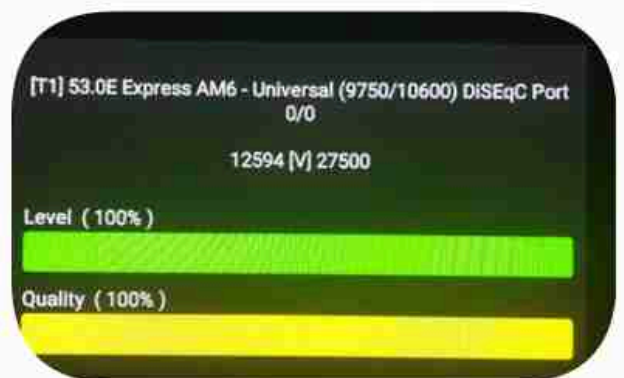 [T1] 53.0E Express AM6 - Universal (9750/10600) DiSEqC Port
0/0
12594 [V] 27500
Level ( 100% )
Quality ( 100% )